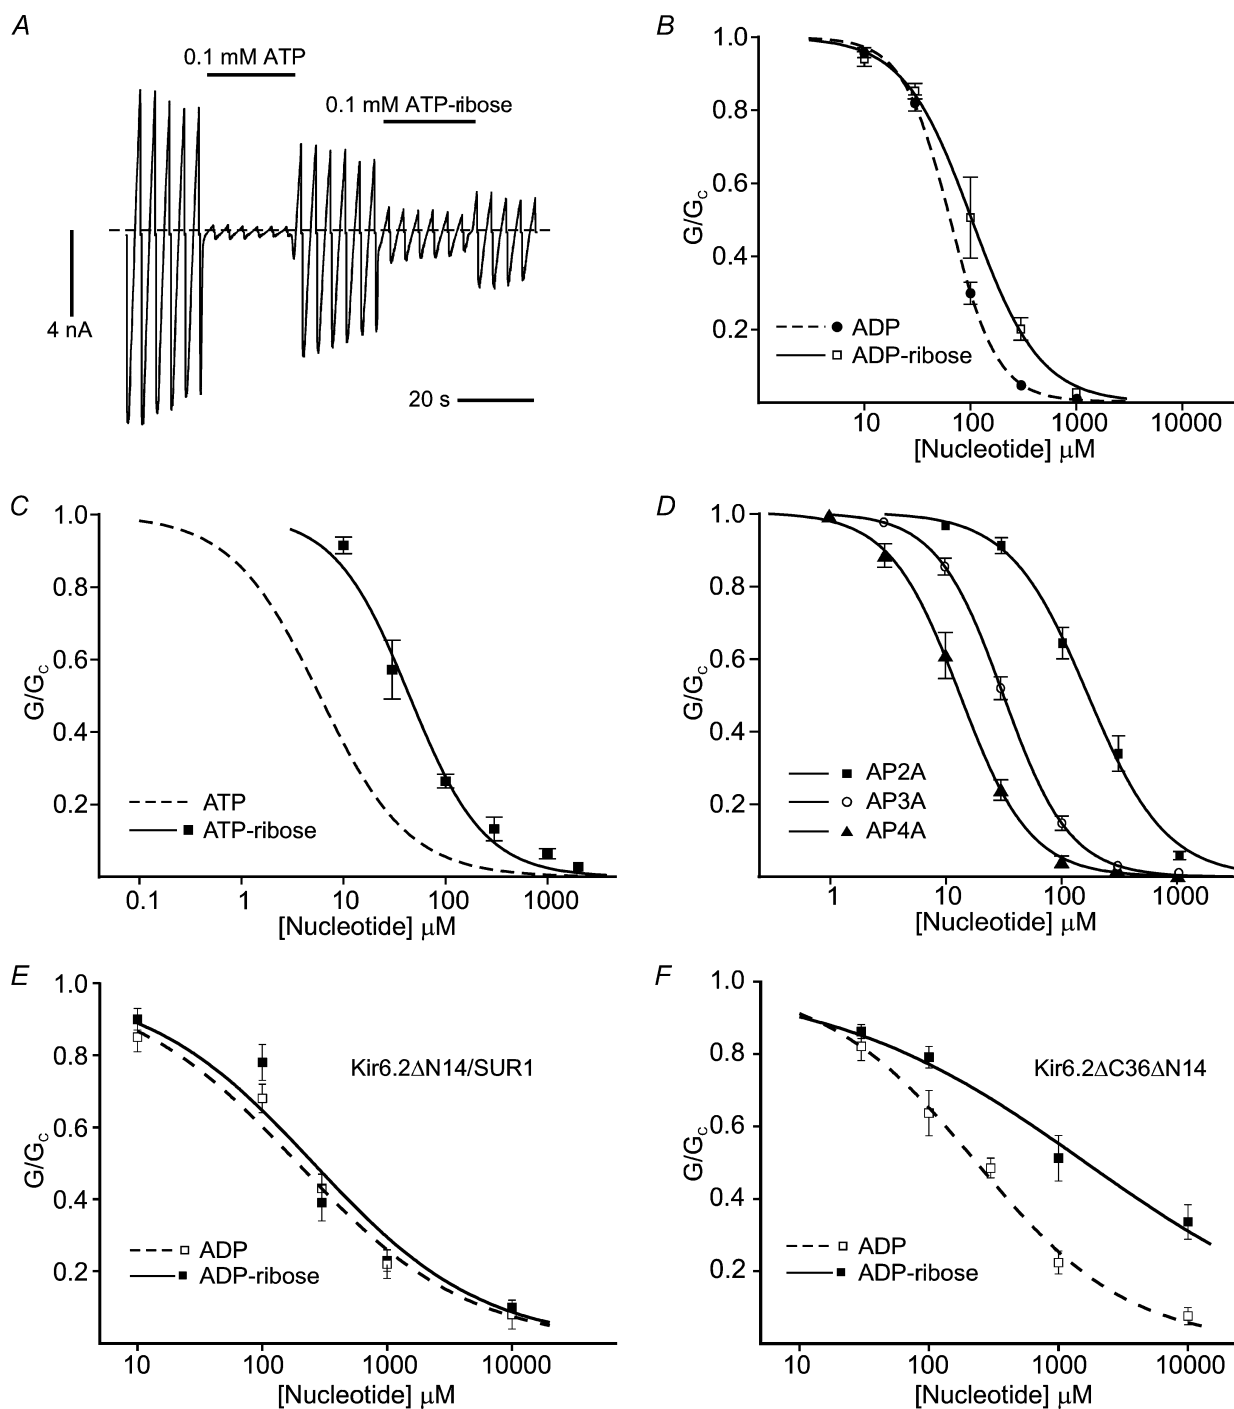 A
0.1 mM ATP
0.1 mM ATP-ribose
4 nA
20 s
B
1.0
0.8
0.6
0.4
0.2
G/Gc
ADP
ADP-ribose
10 100 1000 10000
[Nucleotide] μM
C
1.0
0.8
0.6
0.4
0.2
G/Gc
ATP
ATP-ribose
0.1 1 10 100 1000
[Nucleotide] μM
D
1.0
0.8
0.6
0.4
0.2
G/Gc
AP2A
AP3A
AP4A
1 10 100 1000
[Nucleotide] μM
E
1.0
0.8
0.6
0.4
0.2
G/Gc
Kir6.2ΔN14/SUR1
ADP
ADP-ribose
10 100 1000 10000
[Nucleotide] μM
F
1.0
0.8
0.6
0.4
0.2
G/Gc
Kir6.2ΔC36ΔN14
ADP
ADP-ribose
10 100 1000 10000
[Nucleotide] μM